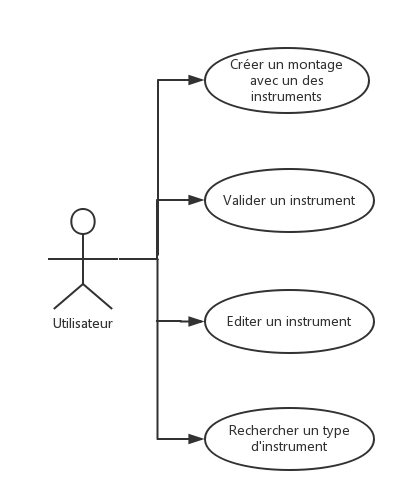 Créer un montage
avec un des
instruments
Valider un instrument
Utilisateur
Editer un instrument
Rechercher un type
d'instrument